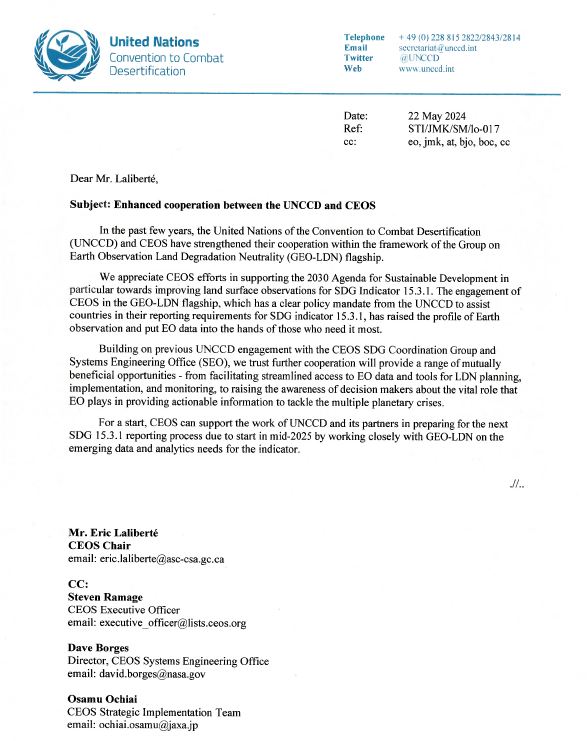 United Nations
Convention to Combat
Desertification
Telephone + 49 (0) 228 815 2822/2843/2814
Email secretariat@unccd.int
Twitter @UNCCD
Web www.unccd.int
Date: 22 May 2024
Ref: STI/JMK/SM/lo-017
cc: eo, jmk, at, bjo, boc, cc
Dear Mr. Laliberté,
Subject: Enhanced cooperation between the UNCCD and CEOS
In the past few years, the United Nations of the Convention to Combat Desertification
(UNCCD) and CEOS have strengthened their cooperation within the framework of the Group on
Earth Observation Land Degradation Neutrality (GEO-LDN) flagship.
We appreciate CEOS efforts in supporting the 2030 Agenda for Sustainable Development in
particular towards improving land surface observations for SDG Indicator 15.3.1. The engagement of
CEOS in the GEO-LDN flagship, which has a clear policy mandate from the UNCCD to assist
countries in their reporting requirements for SDG indicator 15.3.1, has raised the profile of Earth
observation and put EO data into the hands of those who need it most.
Building on previous UNCCD engagement with the CEOS SDG Coordination Group and
Systems Engineering Office (SEO), we trust further cooperation will provide a range of mutually
beneficial opportunities - from facilitating streamlined access to EO data and tools for LDN planning,
implementation, and monitoring, to raising the awareness of decision makers about the vital role that
EO plays in providing actionable information to tackle the multiple planetary crises.
For a start, CEOS can support the work of UNCCD and its partners in preparing for the next
SDG 15.3.1 reporting process due to start in mid-2025 by working closely with GEO-LDN on the
emerging data and analytics needs for the indicator.
.//..
Mr. Eric Laliberté
CEOS Chair
email: eric.laliberte@asc-csa.gc.ca
CC:
Steven Ramage
CEOS Executive Officer
email: executive_officer@lists.ceos.org
Dave Borges
Director, CEOS Systems Engineering Office
email: david.borges@nasa.gov
Osamu Ochiai
CEOS Strategic Implementation Team
email: ochiai.osamu@jaxa.jp